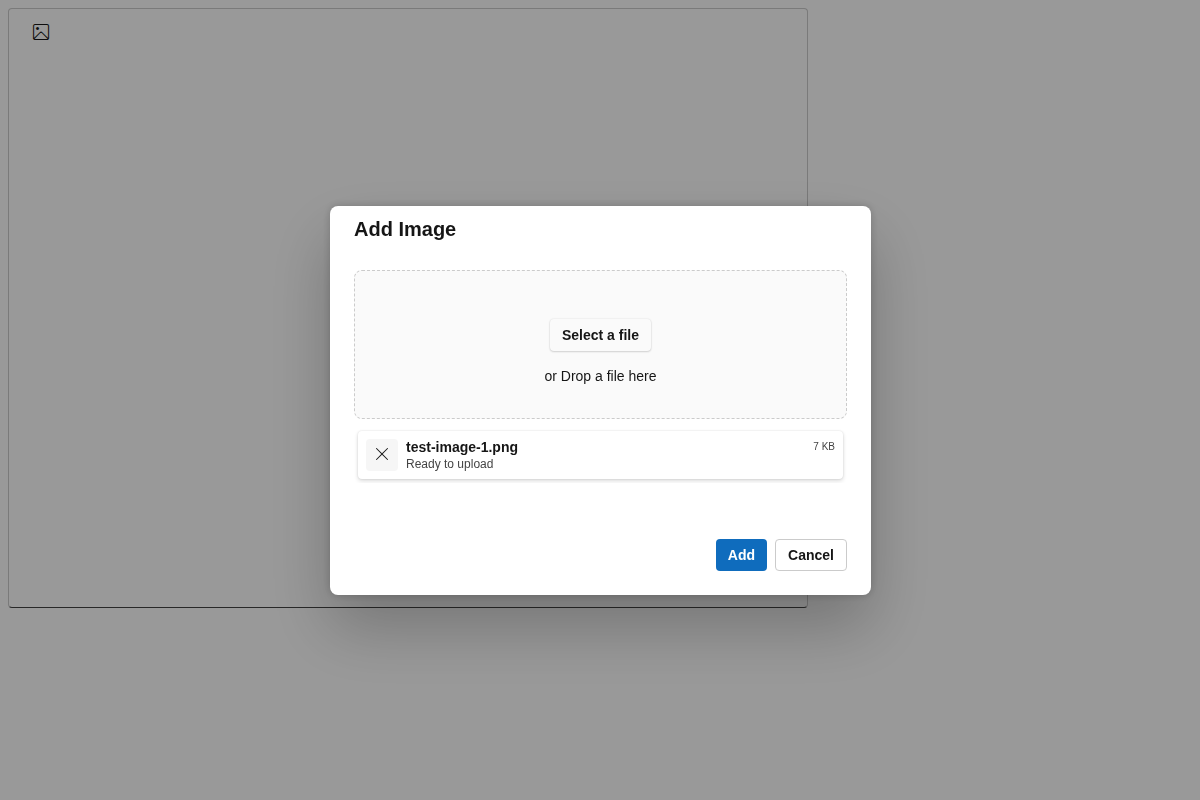 Add Image
Select a file
or Drop a file here
test-image-1.png
7 KB
Ready to upload
Add
Cancel